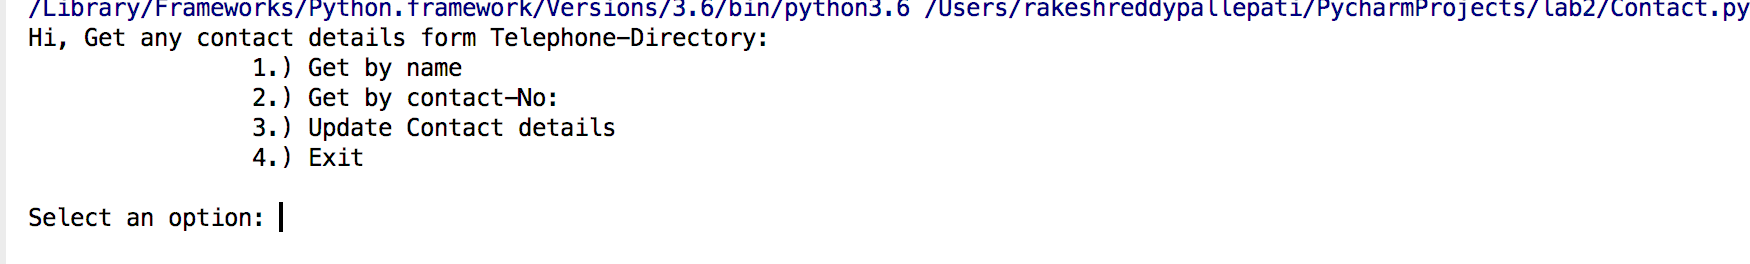 /Library/Frameworks/Python.framework/Versions/3.6/bin/python3.6 /Users/rakeshreddypallepati/PycharmProjects/lab2/Contact.py
Hi, Get any contact details form Telephone-Directory:
1.) Get by name
2.) Get by contact-No:
3.) Update Contact details
4.) Exit
Select an option: